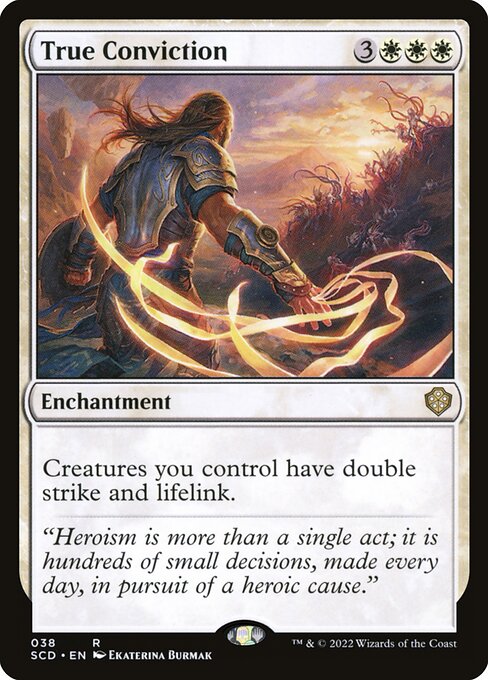 True Conviction 3
Enchantment
Creatures you control have double
strike and lifelink.
“Heroism is more than a single act; it is
hundreds of small decisions, made every
day, in pursuit of a heroic cause.”
038 R
SCD • EN Ekaterina Burmak
™ & © 2022 Wizards of the Coast